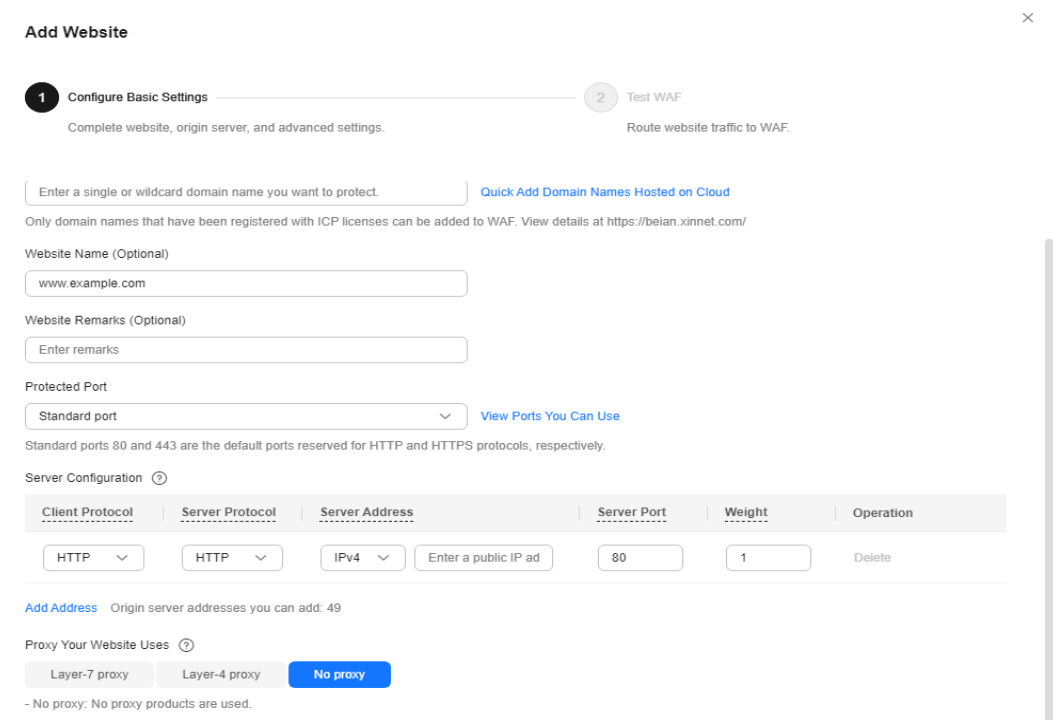 Add Website
1 Configure Basic Settings
2 Test WAF
Complete website, origin server, and advanced settings.
Route website traffic to WAF.
Enter a single or wildcard domain name you want to protect.
Quick Add Domain Names Hosted on Cloud
Only domain names that have been registered with ICP licenses can be added to WAF. View details at https://beian.xinnet.com/
Website Name (Optional)
www.example.com
Website Remarks (Optional)
Enter remarks
Protected Port
Standard port
View Ports You Can Use
Standard ports 80 and 443 are the default ports reserved for HTTP and HTTPS protocols, respectively.
Server Configuration ?
Client Protocol Server Protocol Server Address Server Port Weight Operation
HTTP HTTP IPv4 Enter a public IP ad 80 1 Delete
Add Address Origin server addresses you can add: 49
Proxy Your Website Uses ?
Layer-7 proxy Layer-4 proxy No proxy
- No proxy: No proxy products are used.